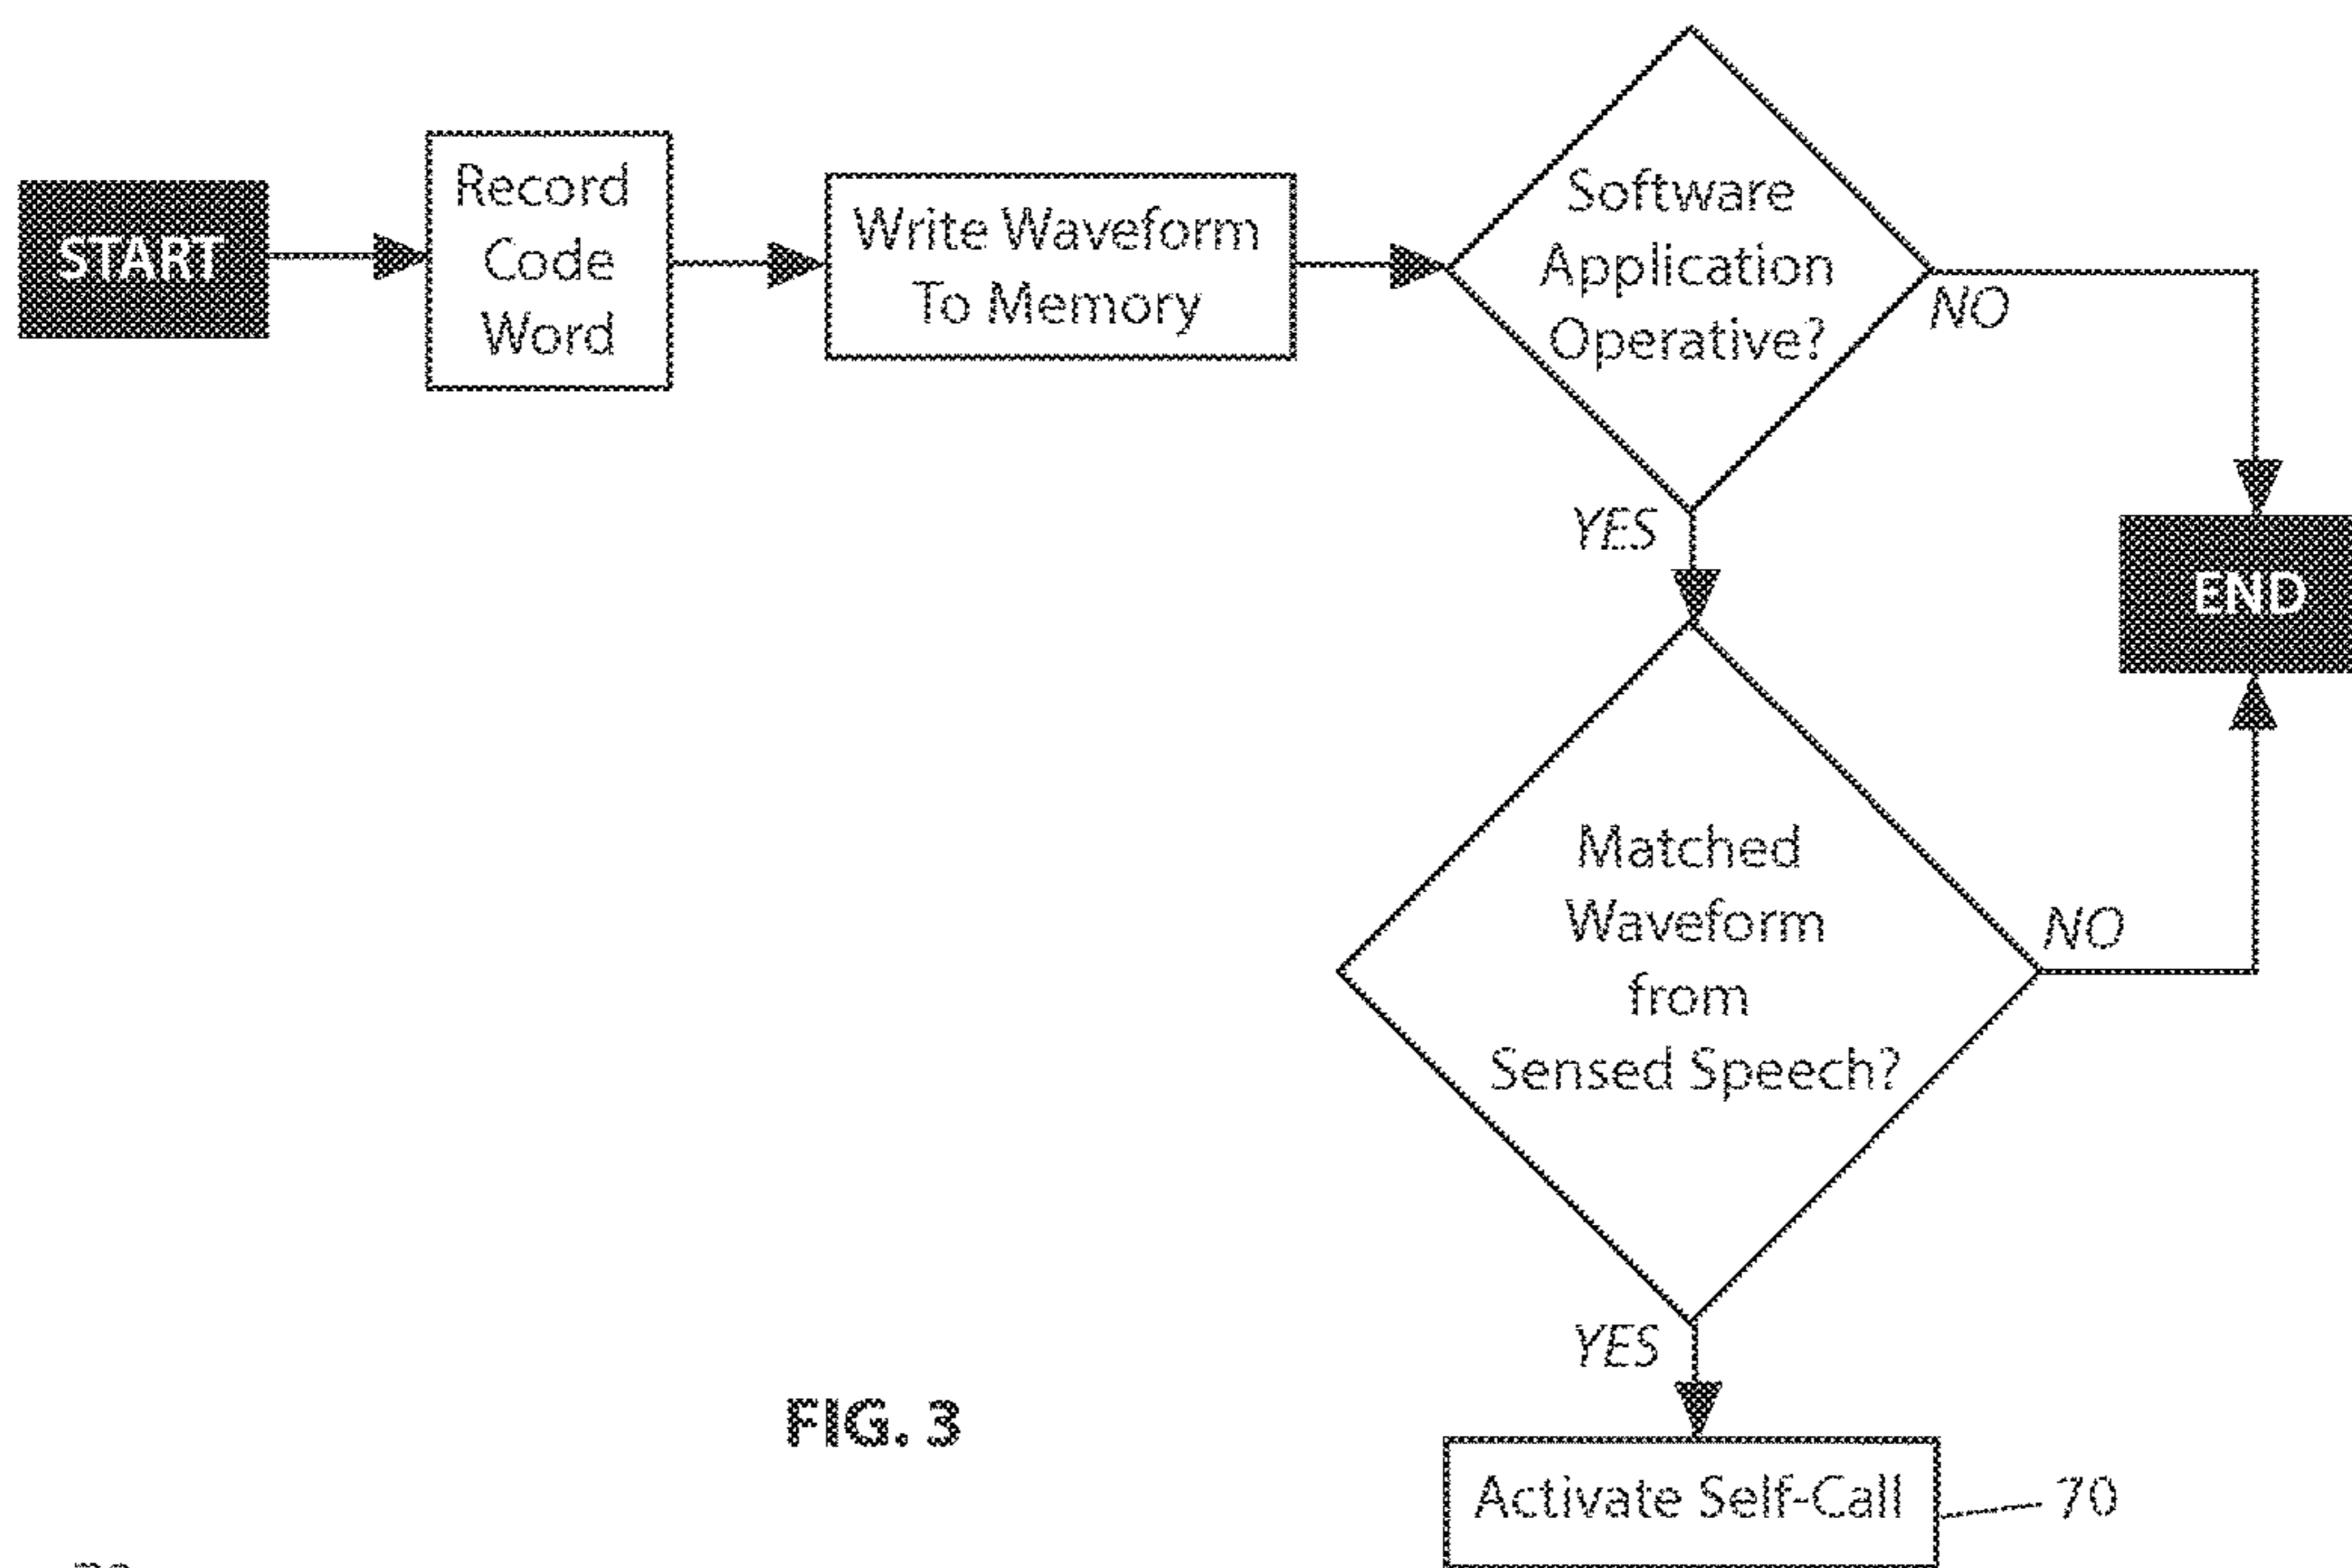 START
Record
Code
Word
Write Waveform
To Memory
Software
Application
Operative?
NO
YES
END
Matched
Waveform
from
Sensed Speech?
NO
YES
FIG. 3
Activate Self-Call
70